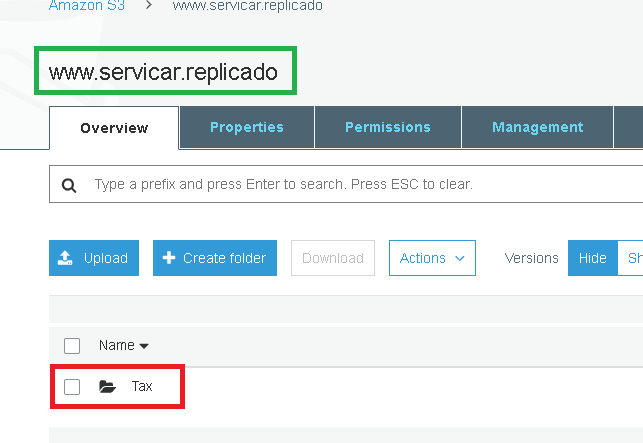 Amazon S3 > www.servicar.replicado
www.servicar.replicado
Overview Properties Permissions Management
Type a prefix and press Enter to search. Press ESC to clear.
Upload Create folder Download Actions Versions Hide
Name
Tax